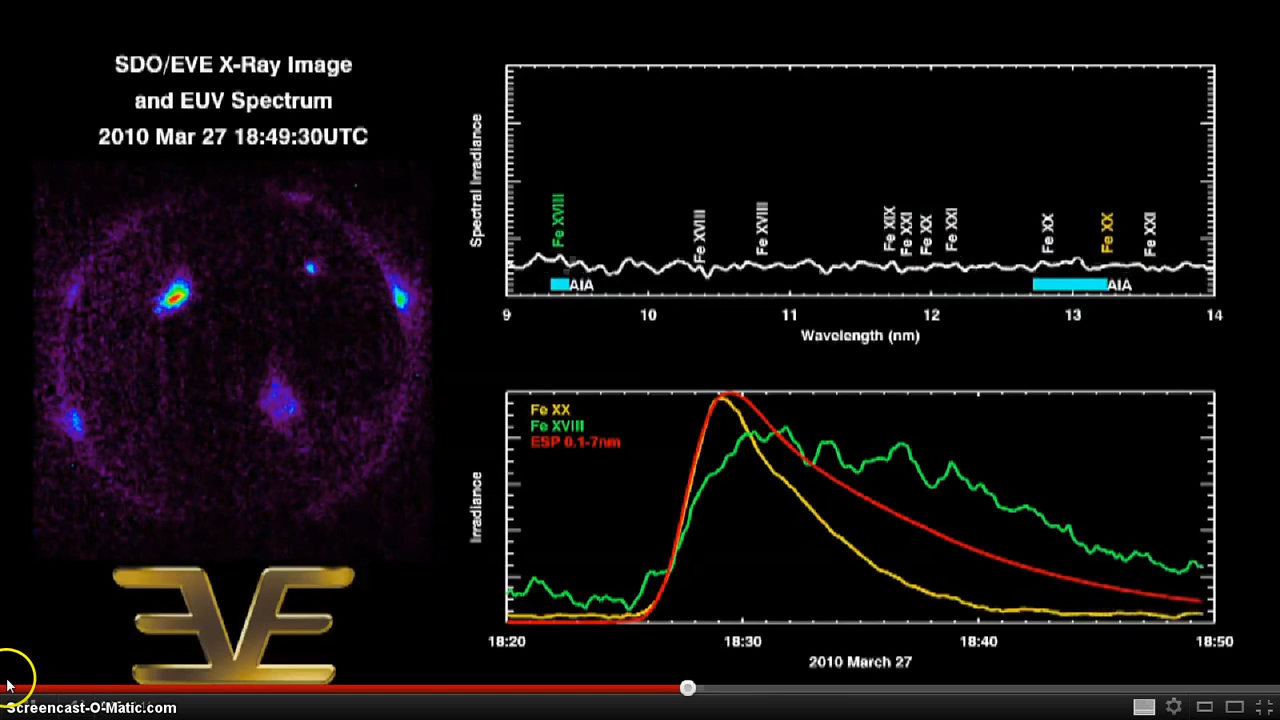 SDO/EVE X-Ray Image
and EUV Spectrum
2010 Mar 27 18:49:30UTC
Spectral Irradiance
Fe XVIII
Fe XVIII
Fe XVIII
Fe XIX
Fe XXI
Fe XX
Fe XXI
Fe XX
Fe XX
Fe XXI
AIA
AIA
9 10 11 12 13 14
Wavelength (nm)
Irradiance
Fe XX
Fe XVIII
ESP 0.1-7nm
18:20 18:30 18:40 18:50
2010 March 27
EVE
Screencast-O-Matic.com